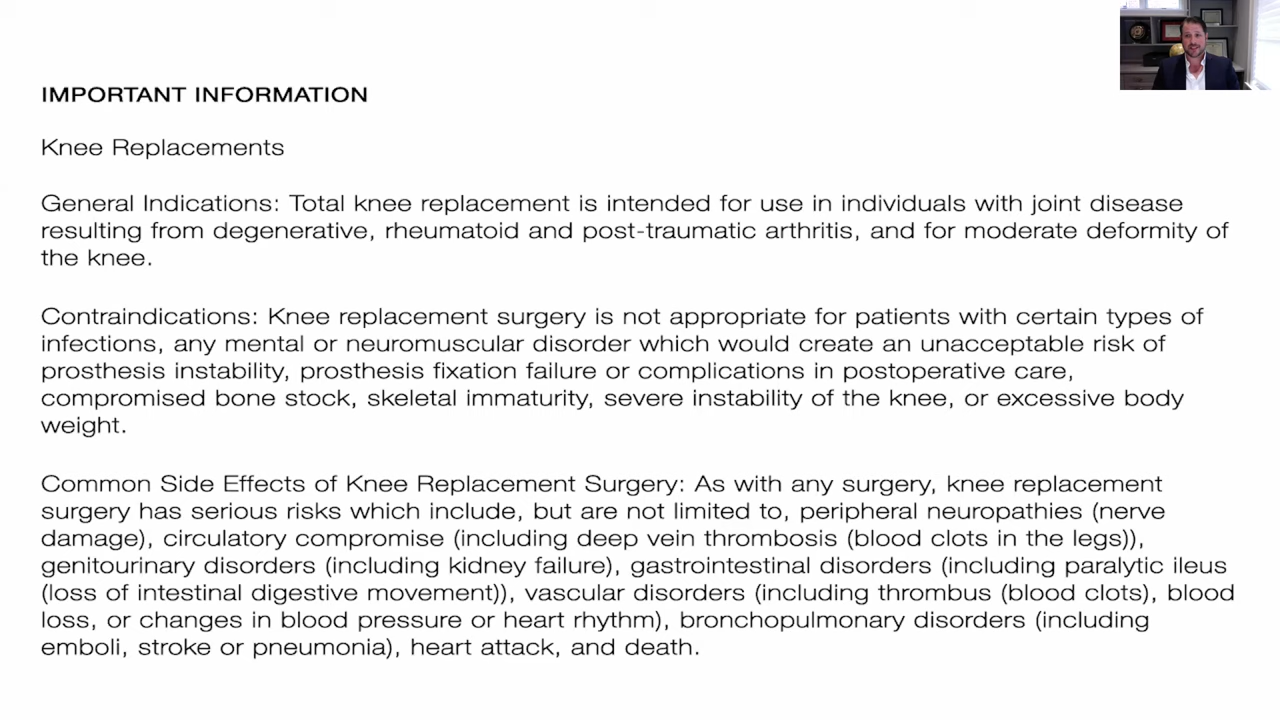 IMPORTANT INFORMATION
Knee Replacements
General Indications: Total knee replacement is intended for use in individuals with joint disease
resulting from degenerative, rheumatoid and post-traumatic arthritis, and for moderate deformity of
the knee.
Contraindications: Knee replacement surgery is not appropriate for patients with certain types of
infections, any mental or neuromuscular disorder which would create an unacceptable risk of
prosthesis instability, prosthesis fixation failure or complications in postoperative care,
compromised bone stock, skeletal immaturity, severe instability of the knee, or excessive body
weight.
Common Side Effects of Knee Replacement Surgery: As with any surgery, knee replacement
surgery has serious risks which include, but are not limited to, peripheral neuropathies (nerve
damage), circulatory compromise (including deep vein thrombosis (blood clots in the legs)),
genitourinary disorders (including kidney failure), gastrointestinal disorders (including paralytic ileus
(loss of intestinal digestive movement)), vascular disorders (including thrombus (blood clots), blood
loss, or changes in blood pressure or heart rhythm), bronchopulmonary disorders (including
emboli, stroke or pneumonia), heart attack, and death.